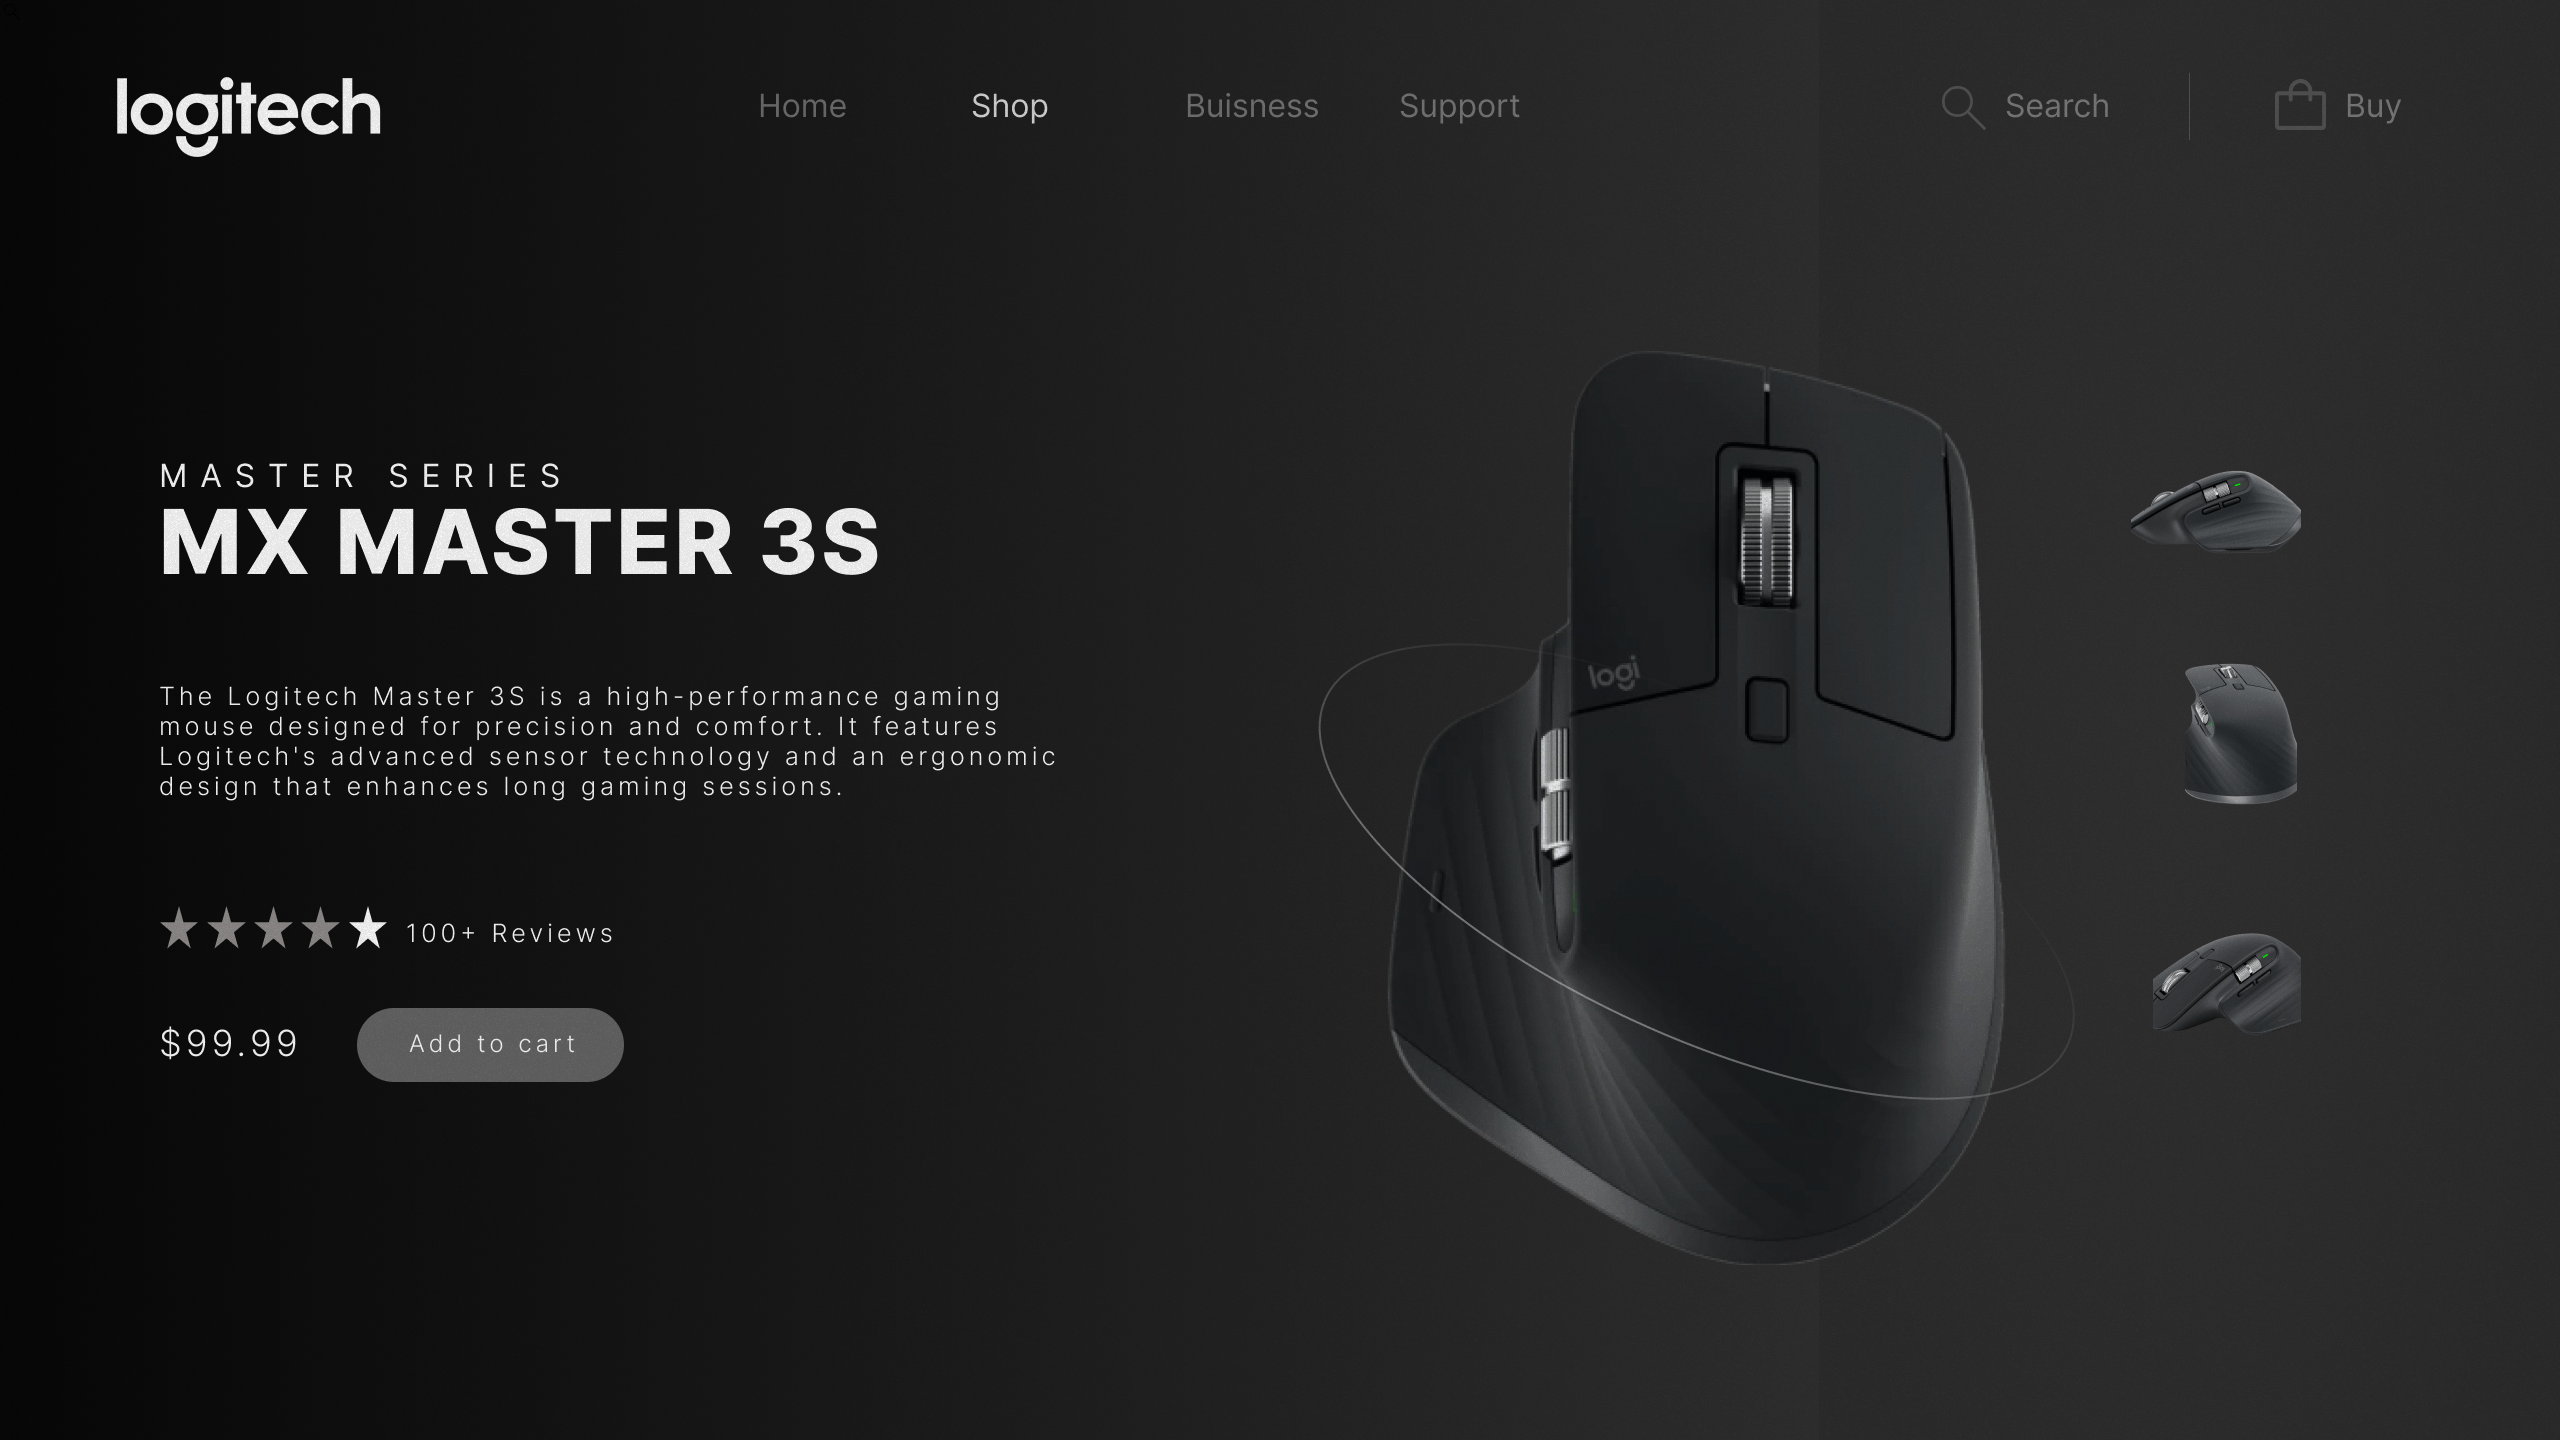 logitech
Home
Shop
Buisness
Support
Search
Buy
MASTER SERIES
MX MASTER 3S
The Logitech Master 3S is a high-performance gaming
mouse designed for precision and comfort. It features
Logitech's advanced sensor technology and an ergonomic
design that enhances long gaming sessions.
100+ Reviews
$99.99
Add to cart
logi